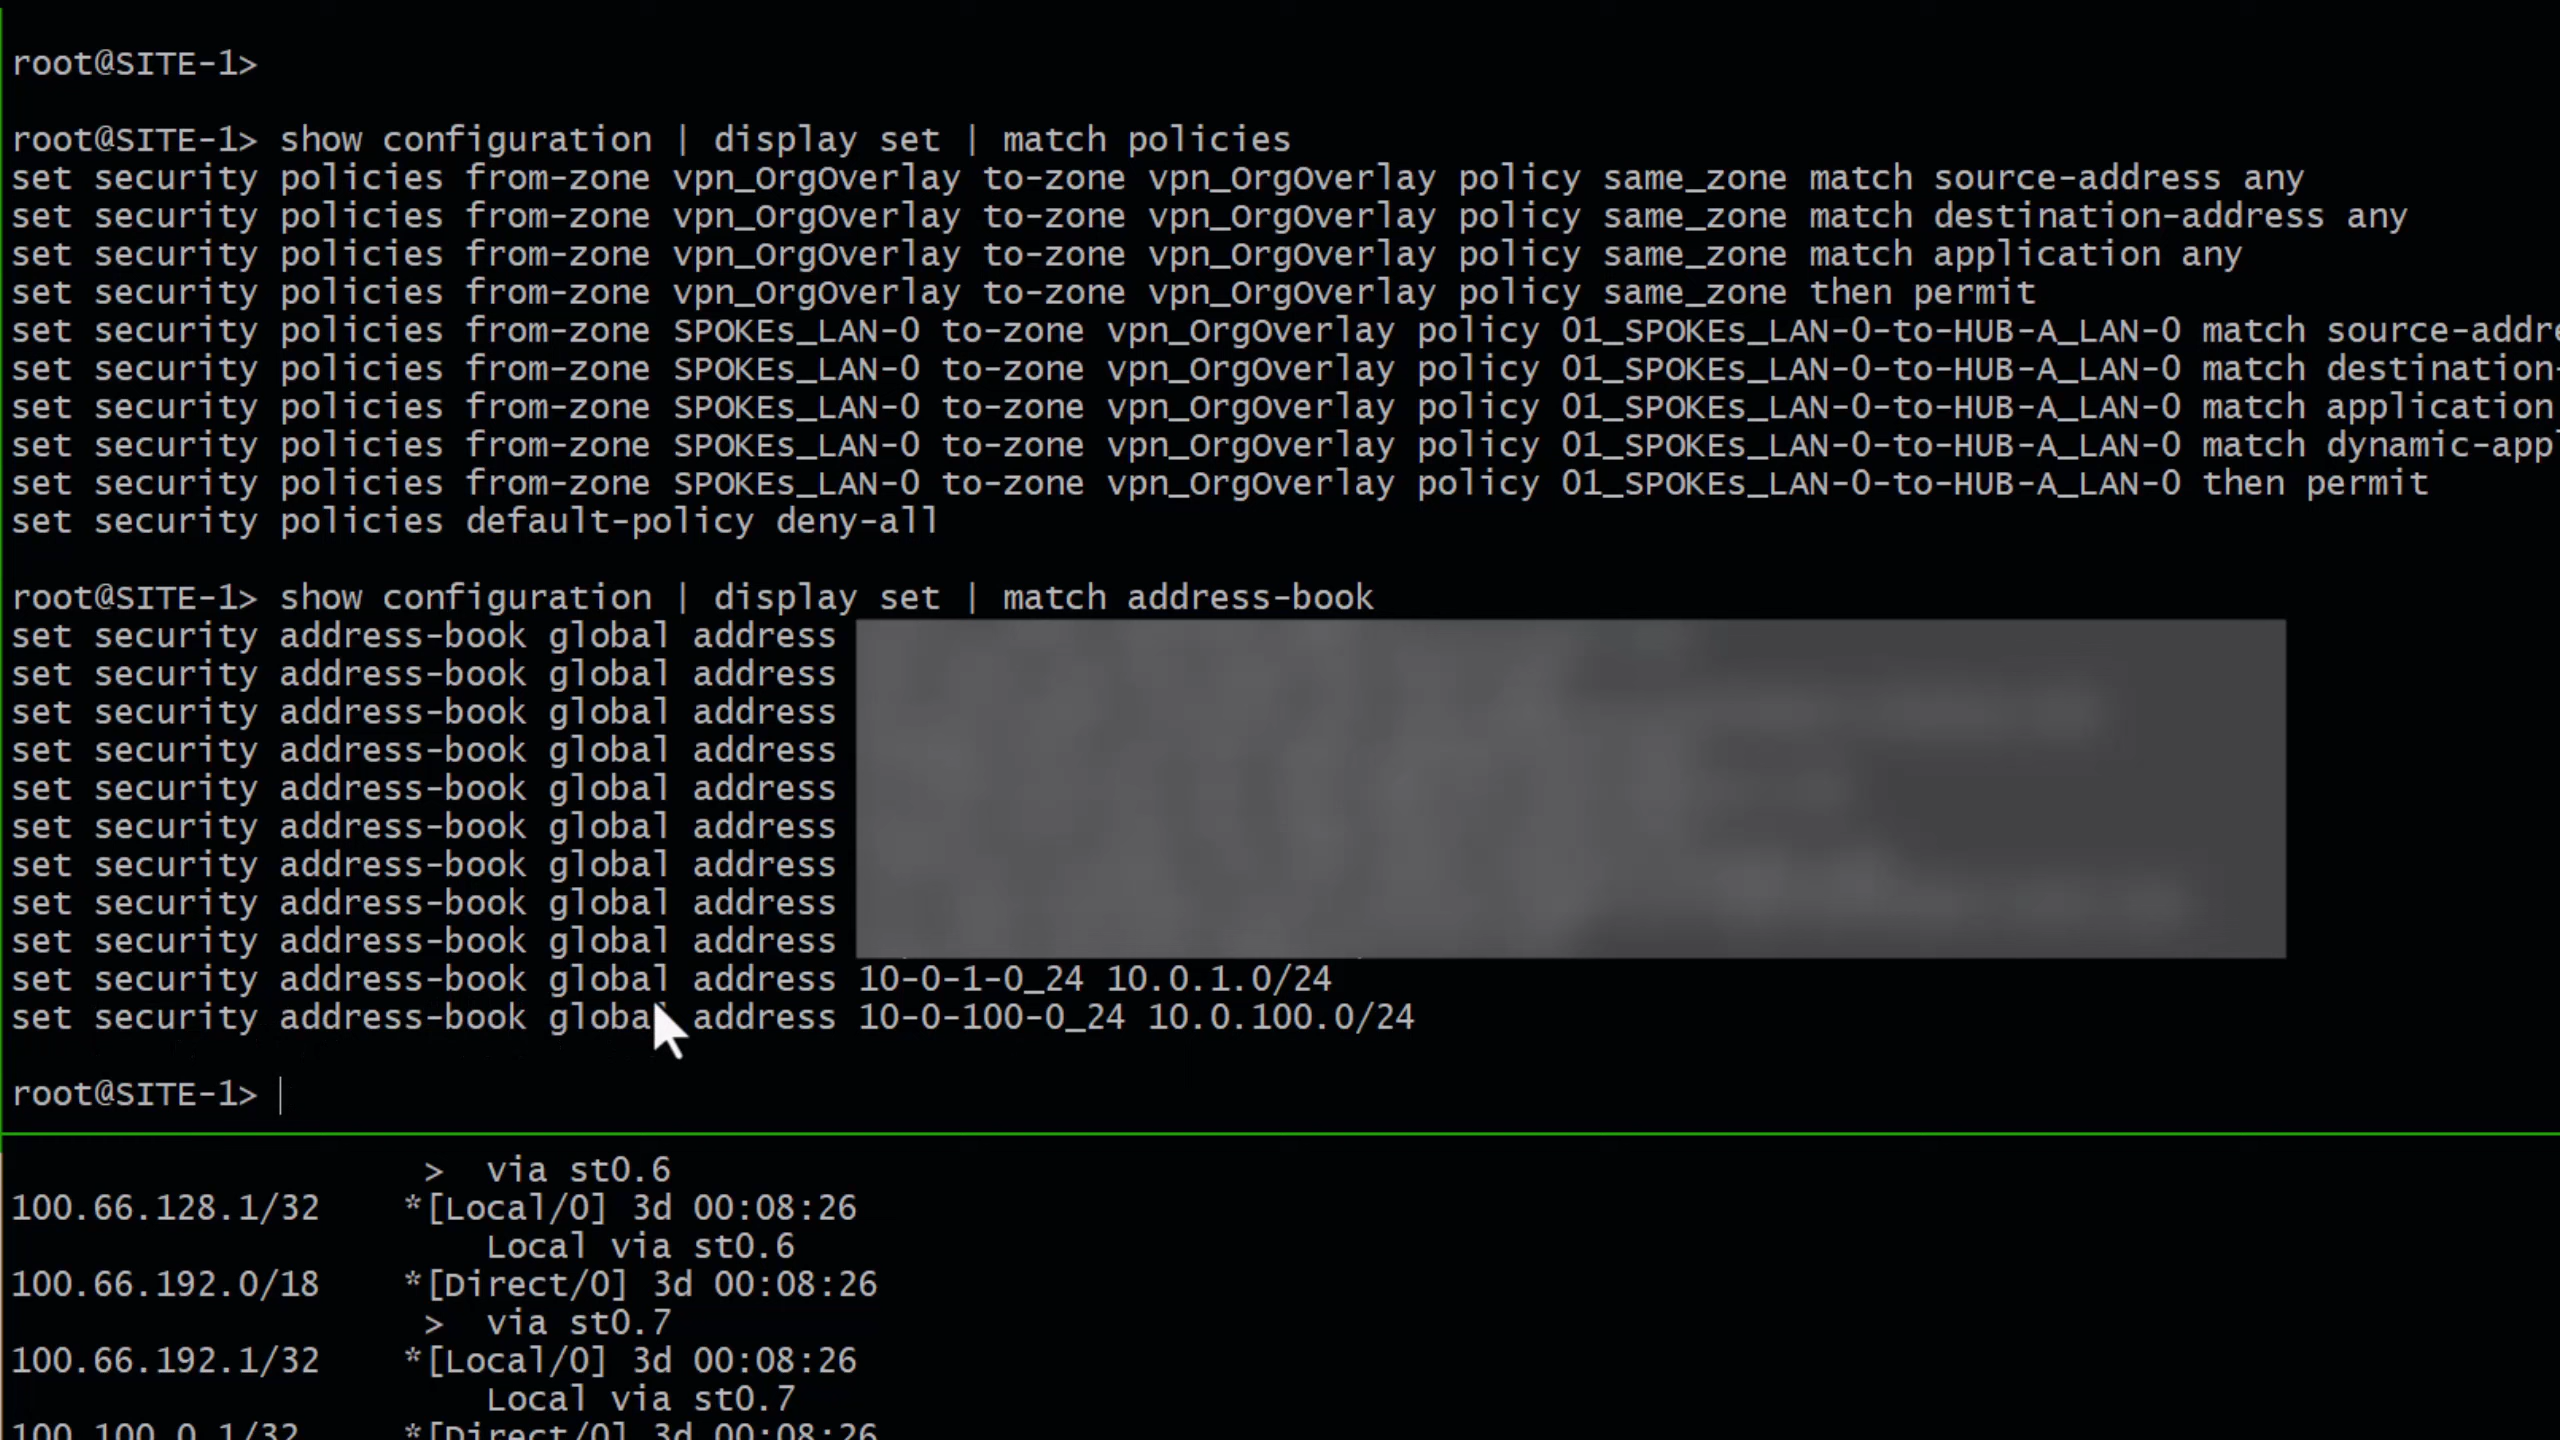 root@SITE-1>
root@SITE-1> show configuration | display set | match policies
set security policies from-zone vpn_OrgOverlay to-zone vpn_OrgOverlay policy same_zone match source-address any
set security policies from-zone vpn_OrgOverlay to-zone vpn_OrgOverlay policy same_zone match destination-address any
set security policies from-zone vpn_OrgOverlay to-zone vpn_OrgOverlay policy same_zone match application any
set security policies from-zone vpn_OrgOverlay to-zone vpn_OrgOverlay policy same_zone then permit
set security policies from-zone SPOKEs_LAN-0 to-zone vpn_OrgOverlay policy 01_SPOKEs_LAN-0-to-HUB-A_LAN-0 match source-addre
set security policies from-zone SPOKEs_LAN-0 to-zone vpn_OrgOverlay policy 01_SPOKEs_LAN-0-to-HUB-A_LAN-0 match destination-
set security policies from-zone SPOKEs_LAN-0 to-zone vpn_OrgOverlay policy 01_SPOKEs_LAN-0-to-HUB-A_LAN-0 match application
set security policies from-zone SPOKEs_LAN-0 to-zone vpn_OrgOverlay policy 01_SPOKEs_LAN-0-to-HUB-A_LAN-0 match dynamic-appl
set security policies from-zone SPOKEs_LAN-0 to-zone vpn_OrgOverlay policy 01_SPOKEs_LAN-0-to-HUB-A_LAN-0 then permit
set security policies default-policy deny-all
root@SITE-1> show configuration | display set | match address-book
set security address-book global address
set security address-book global address
set security address-book global address
set security address-book global address
set security address-book global address
set security address-book global address
set security address-book global address
set security address-book global address
set security address-book global address
set security address-book global address 10-0-1-0_24 10.0.1.0/24
set security address-book global address 10-0-100-0_24 10.0.100.0/24
root@SITE-1>
> via st0.6
100.66.128.1/32 *[Local/0] 3d 00:08:26
Local via st0.6
100.66.192.0/18 *[Direct/0] 3d 00:08:26
> via st0.7
100.66.192.1/32 *[Local/0] 3d 00:08:26
Local via st0.7
100.100.0.1/32 *[Direct/0] 3d 00:08:26